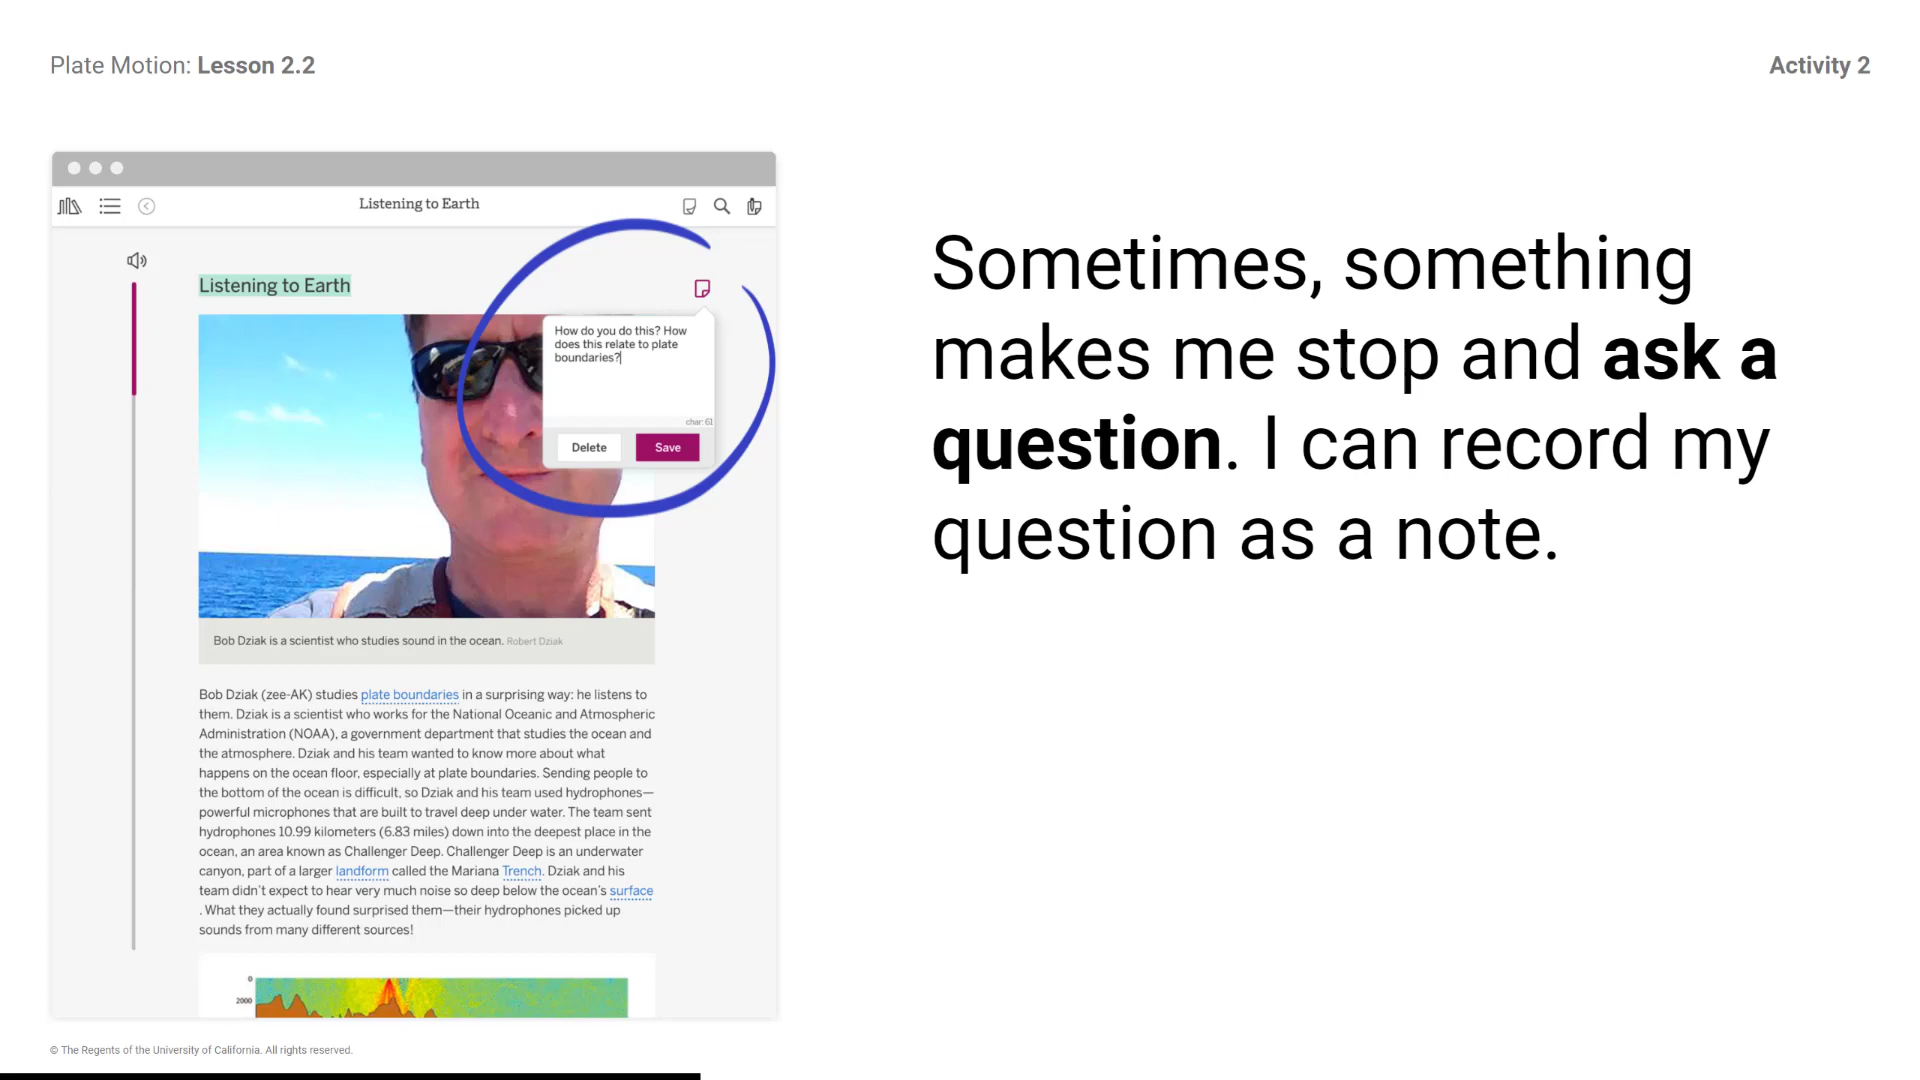 Plate Motion: Lesson 2.2
Activity 2
Listening to Earth
Listening to Earth
How do you do this? How
does this relate to plate
boundaries?
char: 61
Delete
Save
Bob Dziak is a scientist who studies sound in the ocean. Robert Dziak
Bob Dziak (zee-AK) studies plate boundaries in a surprising way: he listens to
them. Dziak is a scientist who works for the National Oceanic and Atmospheric
Administration (NOAA), a government department that studies the ocean and
the atmosphere. Dziak and his team wanted to know more about what
happens on the ocean floor, especially at plate boundaries. Sending people to
the bottom of the ocean is difficult, so Dziak and his team used hydrophones—
powerful microphones that are built to travel deep under water. The team sent
hydrophones 10.99 kilometers (6.83 miles) down into the deepest place in the
ocean, an area known as Challenger Deep. Challenger Deep is an underwater
canyon, part of a larger landform called the Mariana Trench. Dziak and his
team didn't expect to hear very much noise so deep below the ocean's surface
. What they actually found surprised them—their hydrophones picked up
sounds from many different sources!
0
2000
Sometimes, something
makes me stop and ask a
question. I can record my
question as a note.
© The Regents of the University of California. All rights reserved.